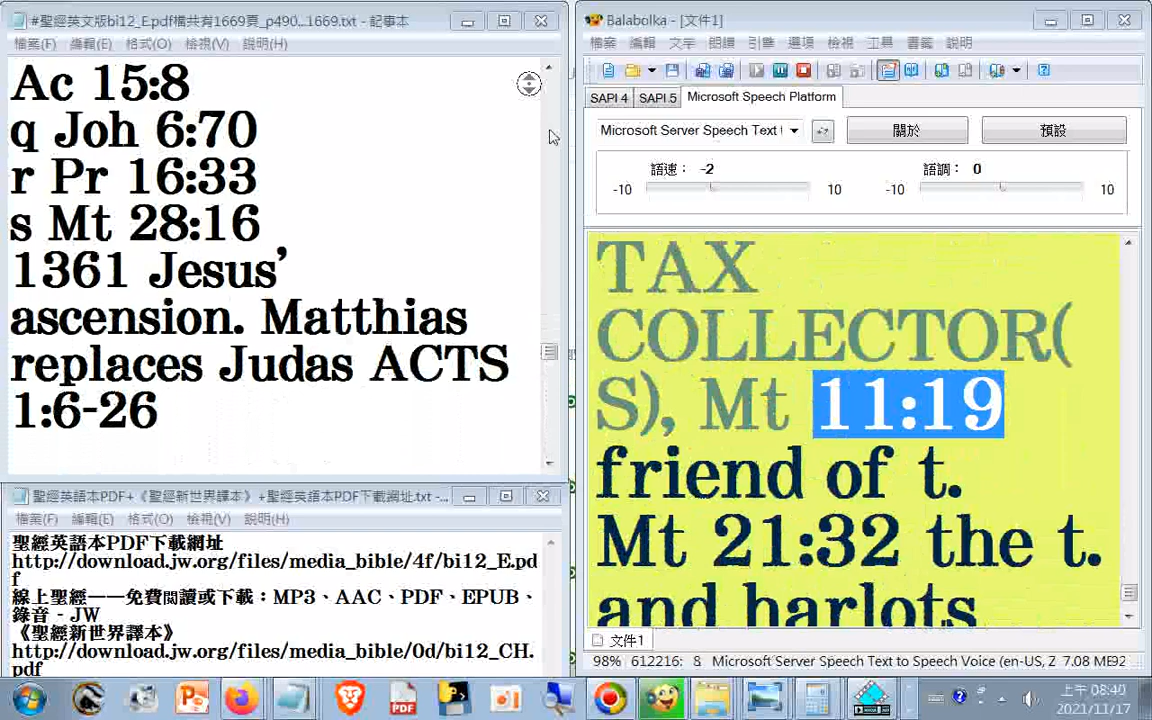 #聖經英文版bi12_E.pdf檔共有1669頁_p490,..1669.txt - 記事本
檔案(F) 編輯(E) 格式(O) 檢視(V) 說明(H)
Ac 15:8
q Joh 6:70
r Pr 16:33
s Mt 28:16
1361 Jesus’
ascension. Matthias
replaces Judas ACTS
1:6-26
聖經英語本PDF+《聖經新世界譯本》+聖經英語本PDF下載網址.txt -...
檔案(F) 編輯(E) 格式(O) 檢視(V) 說明(H)
聖經英語本PDF下載網址
http://download.jw.org/files/media_bible/4f/bi12_E.pd
f
線上聖經——免費閱讀或下載：MP3、AAC、PDF、EPUB、
錄音 - JW
《聖經新世界譯本》
http://download.jw.org/files/media_bible/0d/bi12_CH.
pdf
Balabolka - [文件1]
檔案 編輯 文字 朗讀 引擎 選項 檢視 工具 書籤 說明
SAPI 4 SAPI 5 Microsoft Speech Platform
Microsoft Server Speech Text 關於 預設
語速： -2 語調： 0
-10 10 -10 10
TAX
COLLECTOR(
S), Mt 11:19
friend of t.
Mt 21:32 the t.
and harlots
文件1
98% 612216: 8 Microsoft Server Speech Text to Speech Voice (en-US, Z 7.08 ME92
上午 08:40
2021/11/17